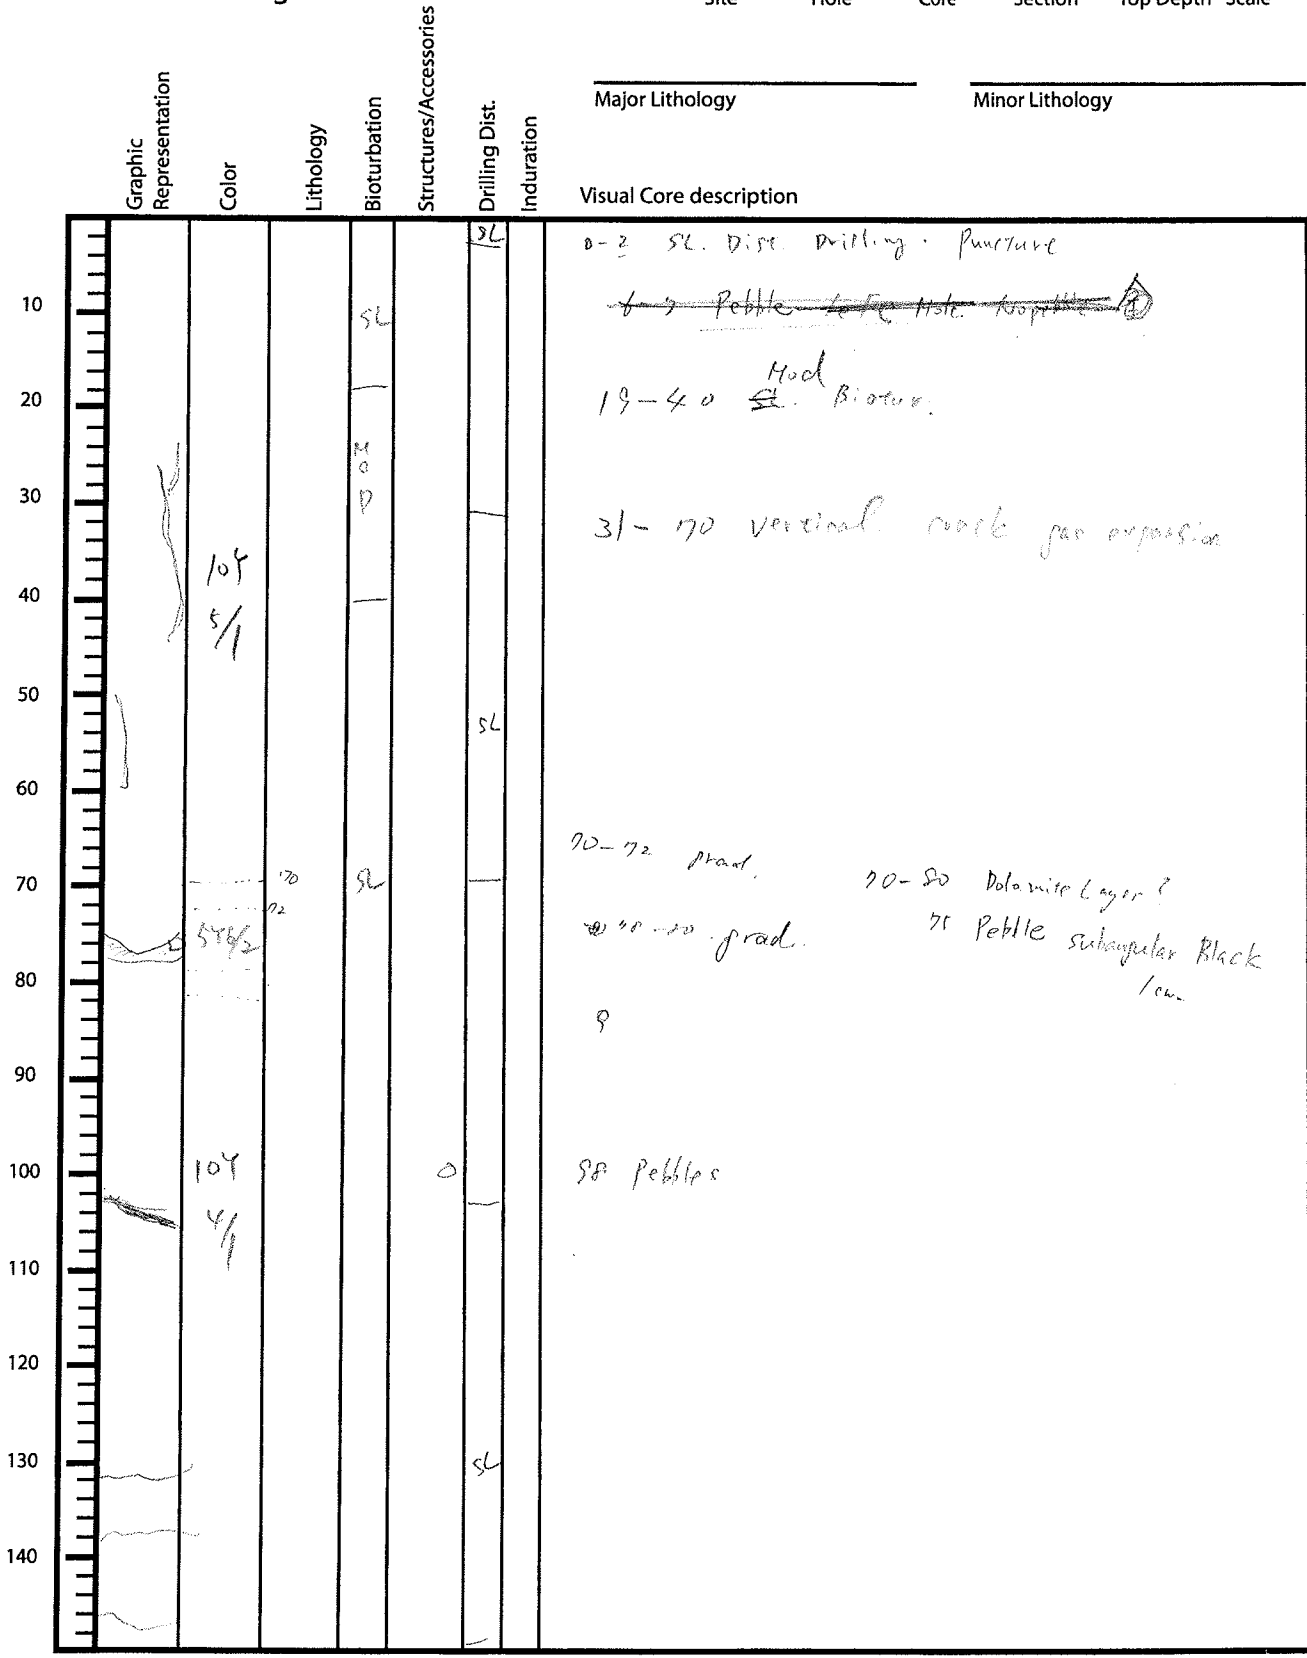 Site Hole Core Section Top Depth Scale
Major Lithology Minor Lithology
Graphic Representation
Color
Lithology
Bioturbation
Structures/Accessories
Drilling Dist.
Induration
Visual Core description
SL
0-2 SL. Dist. Drilling. Puncture
10
SL
Pebble
20
19-40 SL. Mod Biotur.
MOD
30
31-70 vertical crack gas expansion
10Y
5/1
40
50
SL
60
70-72 grad.
70
70
SL
70-80 Dolomite Layer?
72
5Y6/2
grad.
75 Pebble subangular Black
1cm
80
90
100
10Y
4/1
98 Pebbles
110
120
130
SL
140